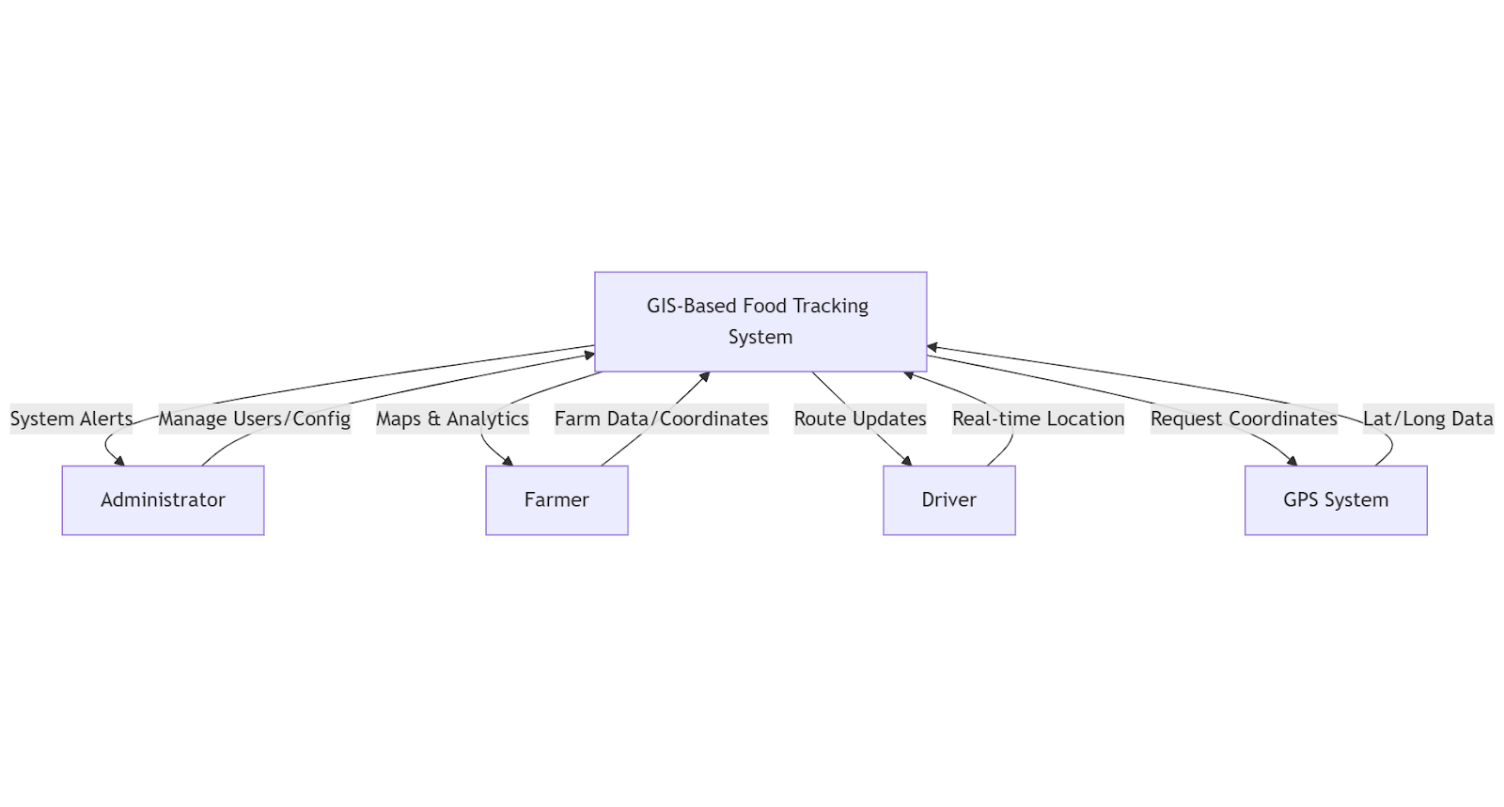 GIS-Based Food Tracking
System
System Alerts
Manage Users/Config
Maps & Analytics
Farm Data/Coordinates
Route Updates
Real-time Location
Request Coordinates
Lat/Long Data
Administrator
Farmer
Driver
GPS System